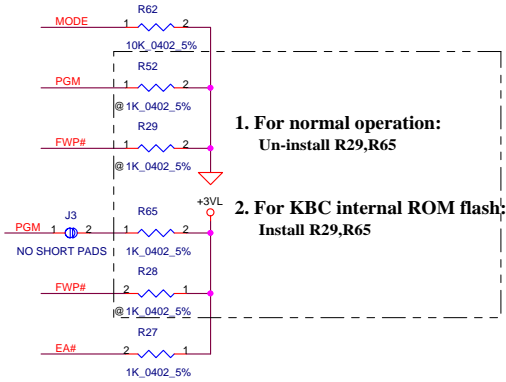 R62
MODE 1 2
10K_0402_5%
R52
PGM 1 2
@ 1K_0402_5%
R29
FWP# 1 2
@ 1K_0402_5%
1. For normal operation:
Un-install R29,R65
+3VL
2. For KBC internal ROM flash:
Install R29,R65
J3 R65
PGM 1 2 1 2
NO SHORT PADS 1K_0402_5%
R28
FWP# 2 1
@ 1K_0402_5%
R27
EA# 2 1
1K_0402_5%